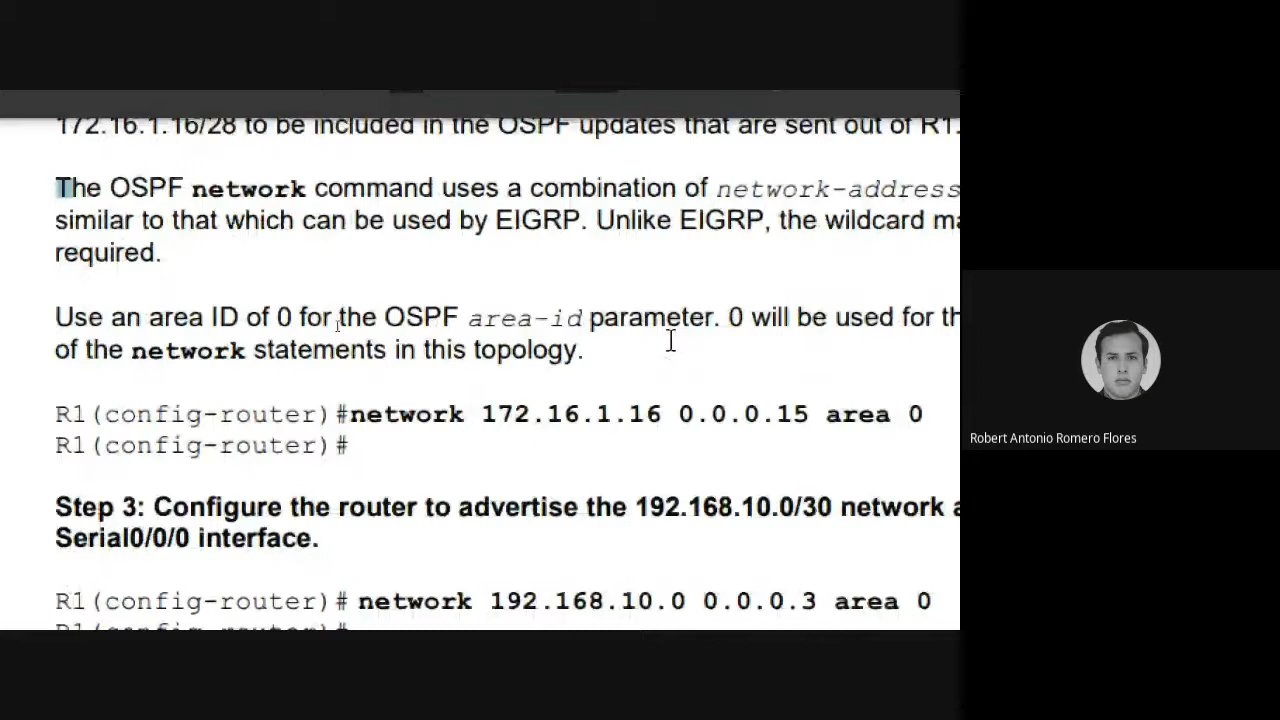 172.16.1.16/28 to be included in the OSPF updates that are sent out of R1.
The OSPF network command uses a combination of network-address
similar to that which can be used by EIGRP. Unlike EIGRP, the wildcard ma
required.
Use an area ID of 0 for the OSPF area-id parameter. 0 will be used for th
of the network statements in this topology.
R1(config-router)#network 172.16.1.16 0.0.0.15 area 0
R1(config-router)#
Step 3: Configure the router to advertise the 192.168.10.0/30 network a
Serial0/0/0 interface.
R1(config-router)# network 192.168.10.0 0.0.0.3 area 0
R1(config-router)#
Robert Antonio Romero Flores